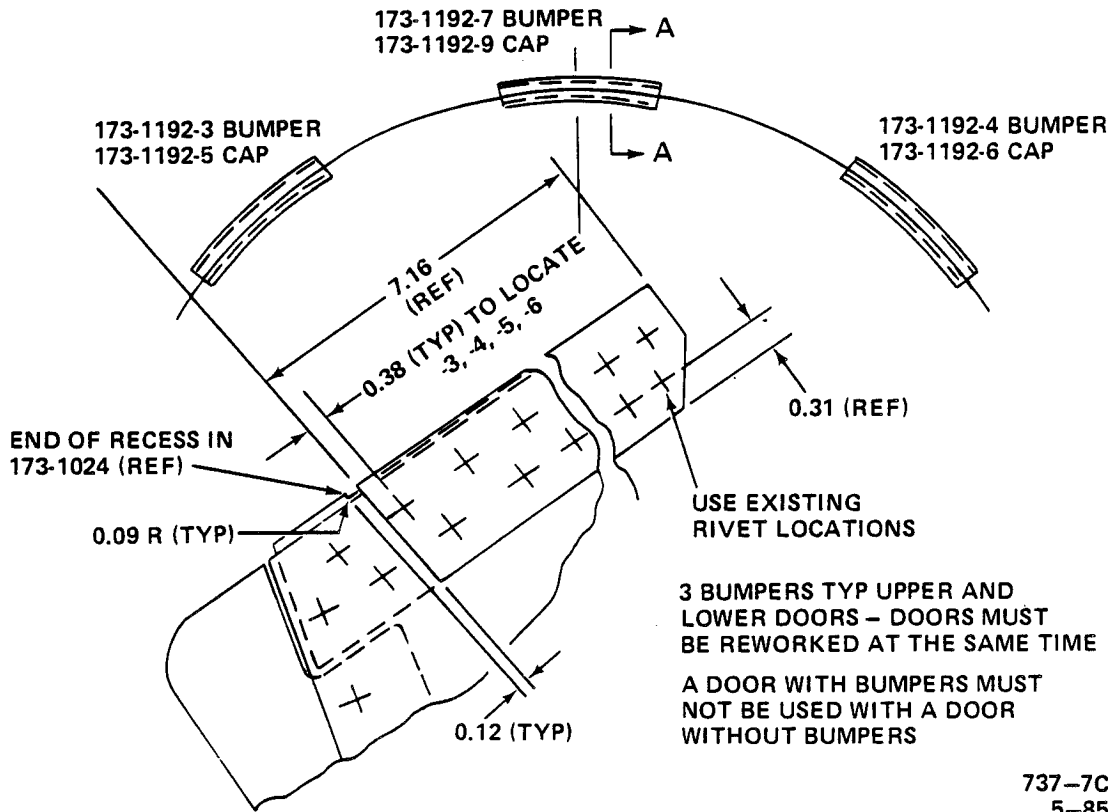 173-1192-7 BUMPER
173-1192-9 CAP
A
A
173-1192-3 BUMPER
173-1192-5 CAP
173-1192-4 BUMPER
173-1192-6 CAP
7.16
(REF)
0.38 (TYP) TO LOCATE
-3, -4, -5, -6
0.31 (REF)
END OF RECESS IN
173-1024 (REF)
0.09 R (TYP)
USE EXISTING
RIVET LOCATIONS
3 BUMPERS TYP UPPER AND
LOWER DOORS – DOORS MUST
BE REWORKED AT THE SAME TIME
A DOOR WITH BUMPERS MUST
NOT BE USED WITH A DOOR
WITHOUT BUMPERS
0.12 (TYP)
737–7C
5–85